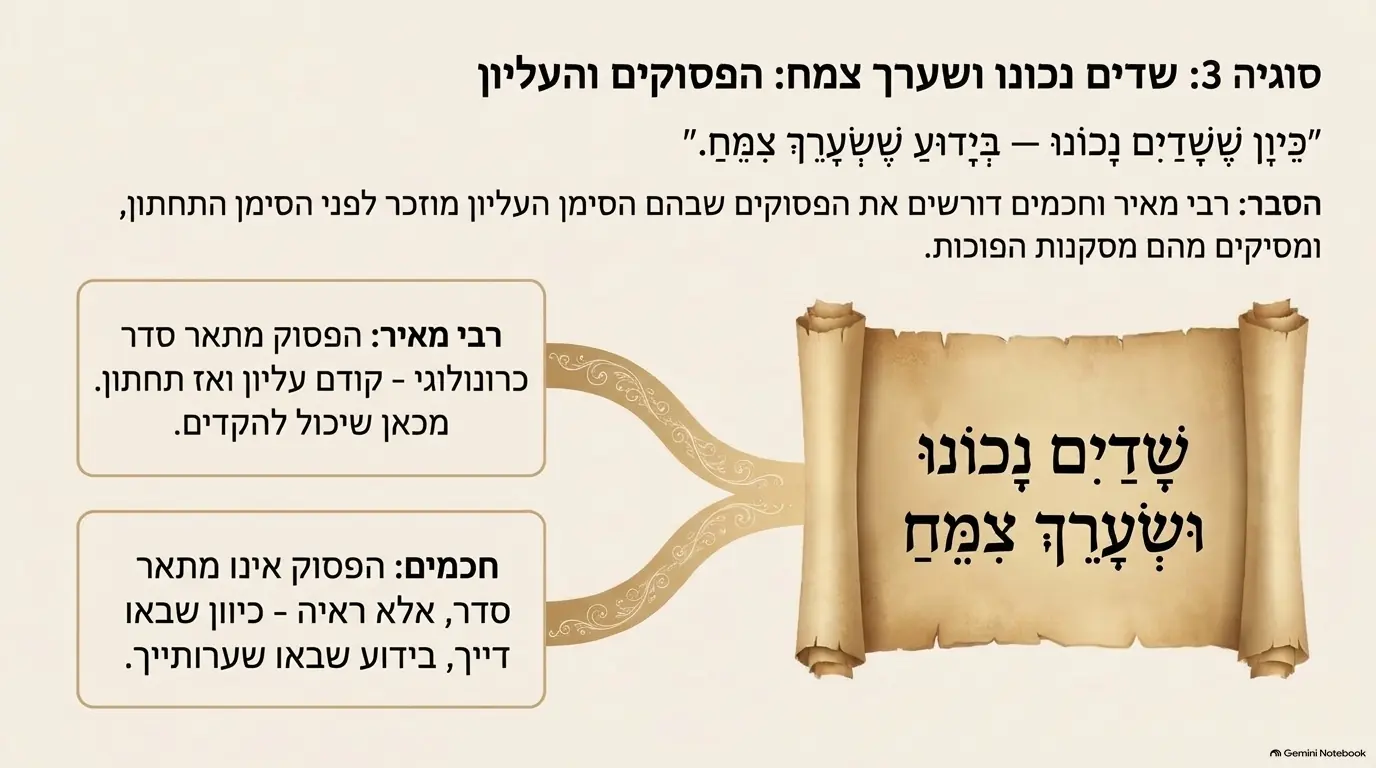 סוגיה 3: שדים נכונו ושערך צמח: הפסוקים והעליון
"כֵּיוָן שֶׁשָּׁדַיִם נָכוֹנוּ — בְּיָדוּעַ שֶׁשְּׂעָרֵךְ צִמֵּחַ."
הסבר: רבי מאיר וחכמים דורשים את הפסוקים שבהם הסימן העליון מוזכר לפני הסימן התחתון,
ומסיקים מהם מסקנות הפוכות.
רבי מאיר: הפסוק מתאר סדר
כרונולוגי - קודם עליון ואז תחתון.
מכאן שיכול להקדים.
חכמים: הפסוק אינו מתאר
סדר, אלא ראיה - כיוון שבאו
דייך, בידוע שבאו שערותייך.
שָׁדַיִם נָכוֹנוּ
וּשְׂעָרֵךְ צִמֵּחַ
Gemini Notebook